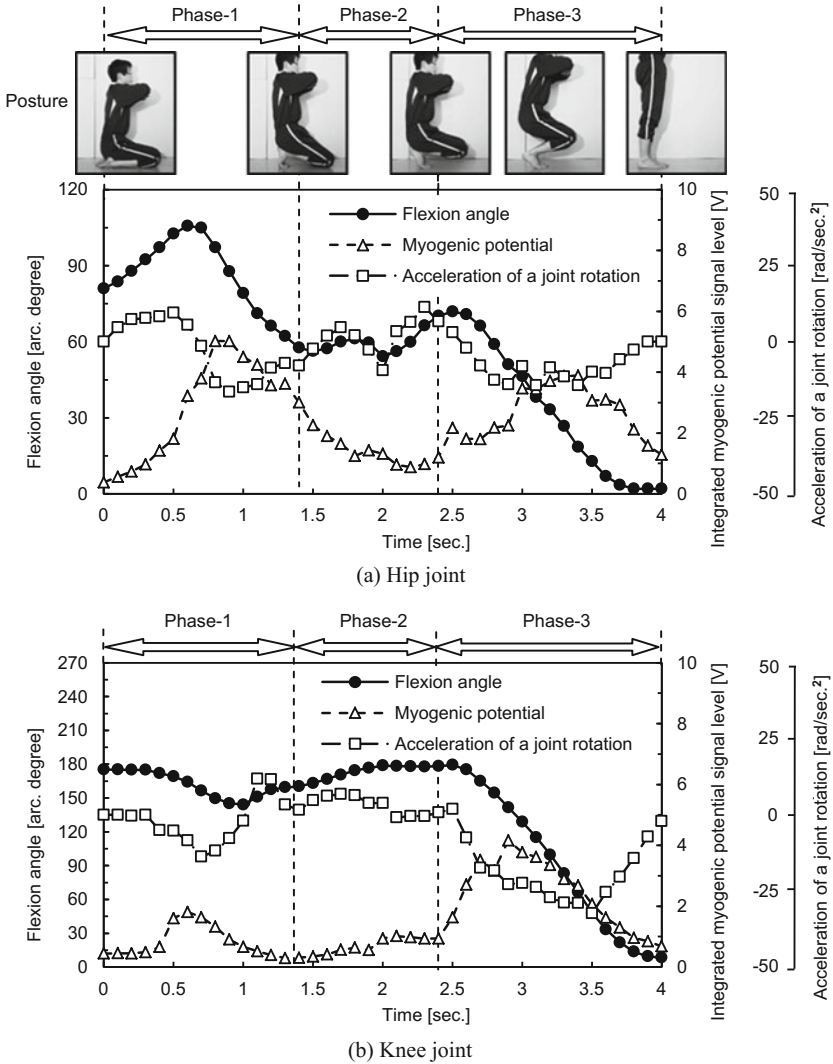 Phase-1 Phase-2 Phase-3
Posture
120
90
60
30
0
Flexion angle [arc. degree]
Flexion angle
Myogenic potential
Acceleration of a joint rotation
10
8
6
4
2
0
Integrated myogenic potential signal level [V]
50
25
0
-25
-50
Acceleration of a joint rotation [rad/sec.²]
0 0.5 1 1.5 2 2.5 3 3.5 4
Time [sec.]
(a) Hip joint
Phase-1 Phase-2 Phase-3
270
240
210
180
150
120
90
60
30
0
Flexion angle [arc. degree]
Flexion angle
Myogenic potential
Acceleration of a joint rotation
10
8
6
4
2
0
Integrated myogenic potential signal level [V]
50
25
0
-25
-50
Acceleration of a joint rotation [rad/sec.²]
0 0.5 1 1.5 2 2.5 3 3.5 4
Time [sec.]
(b) Knee joint